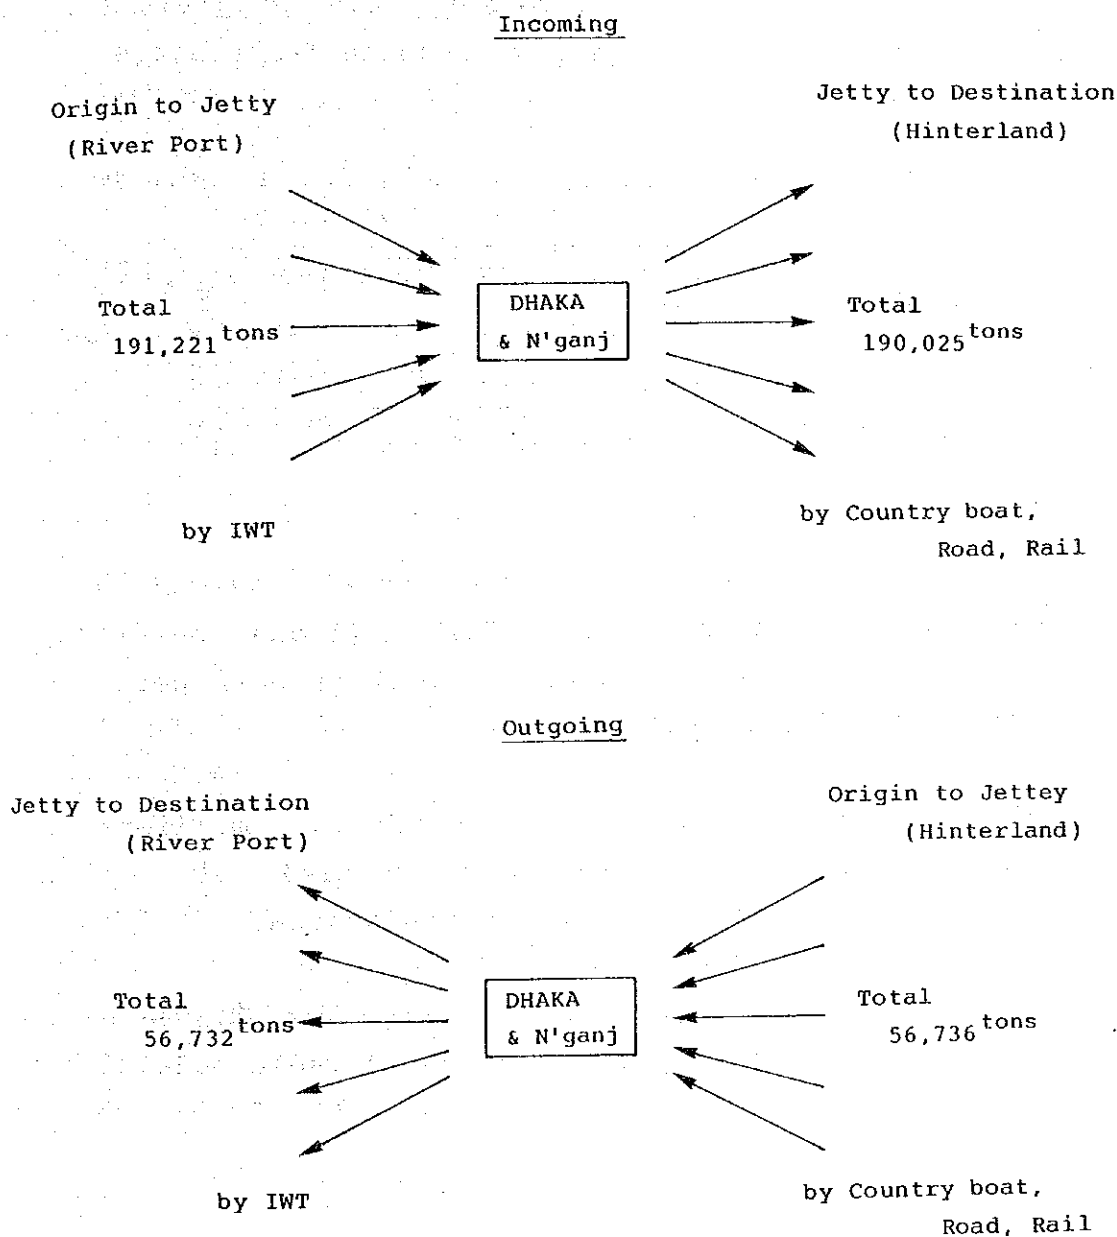 Incoming
Origin to Jetty
(River Port)
Jetty to Destination
(Hinterland)
Total
191,221 tons
DHAKA
& N'ganj
Total
190,025 tons
by IWT
by Country boat,
Road, Rail
Outgoing
Jetty to Destination
(River Port)
Origin to Jettey
(Hinterland)
Total
56,732 tons
DHAKA
& N'ganj
Total
56,736 tons
by IWT
by Country boat,
Road, Rail